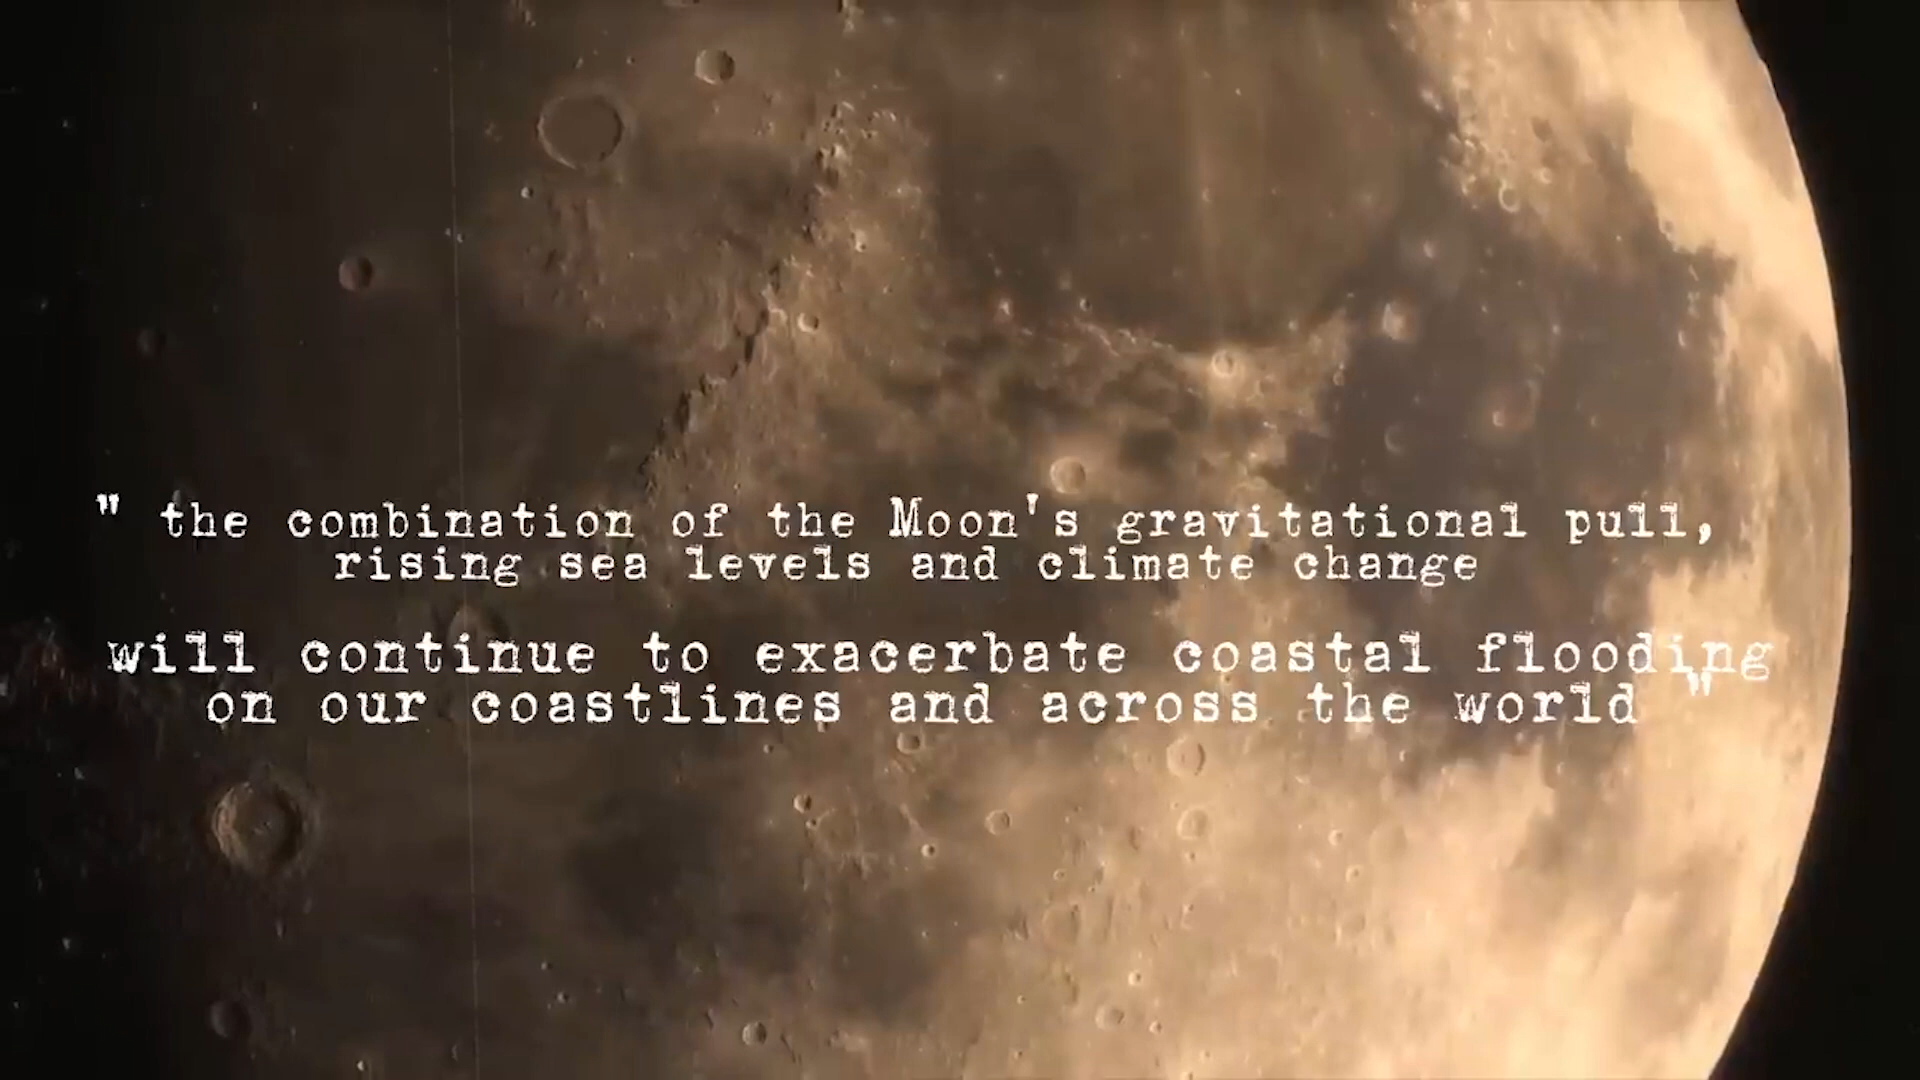 " the combination of the Moon's gravitational pull,
rising sea levels and climate change
will continue to exacerbate coastal flooding
on our coastlines and across the world "